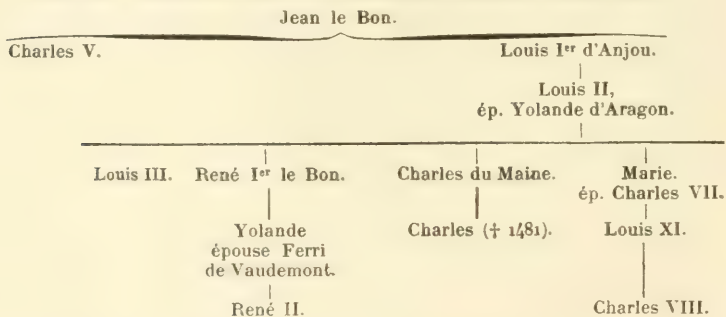 Jean le Bon.
Charles V.
Louis Iᵉʳ d'Anjou.
Louis II,
ép. Yolande d'Aragon.
Louis III.
René Iᵉʳ le Bon.
Charles du Maine.
Marie.
ép. Charles VII.
Yolande
épouse Ferri
de Vaudemont.
Charles († 1481).
Louis XI.
René II.
Charles VIII.